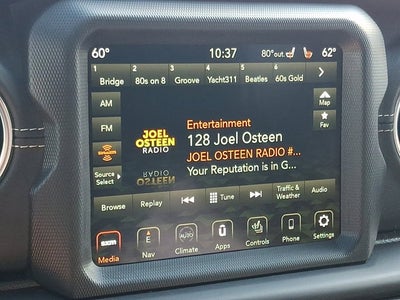 60° 10:37 80° out 62°
1 2 3 4 5 6
Bridge 80s on 8 Groove Yacht311 Beatles 60s Gold
AM
Map
FM
Fav
JOEL OSTEEN RADIO
Entertainment
128 Joel Osteen
JOEL OSTEEN RADIO #...
Your Reputation is in G...
SiriusXM
Source Select
Browse Replay Tune Traffic & Weather Audio
E AUTO
Media Nav Climate Apps Controls Phone Settings